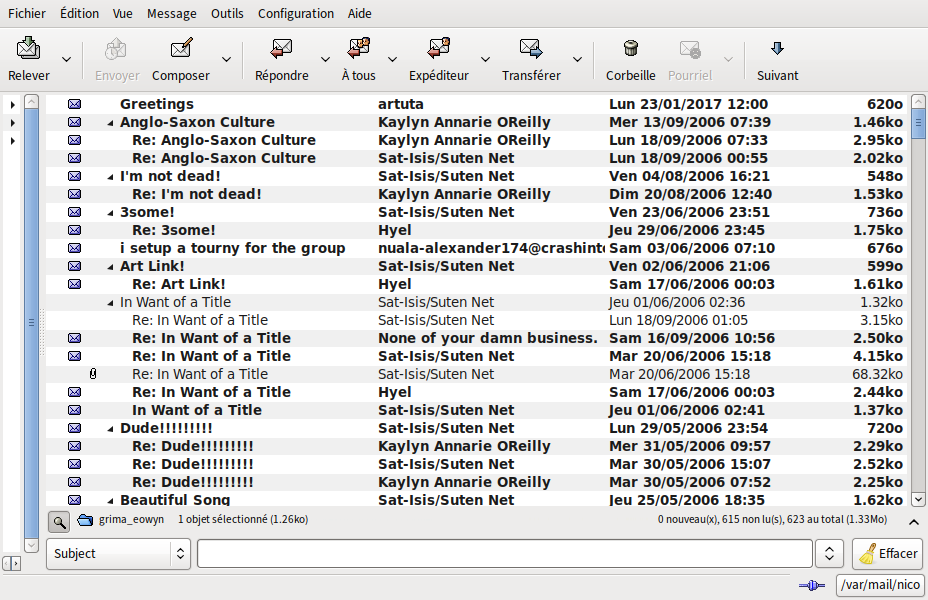 Fichier Édition Vue Message Outils Configuration Aide
Relever Envoyer Composer Répondre À tous Expéditeur Transférer Corbeille Pourriel Suivant
Greetings artuta Lun 23/01/2017 12:00 620o
Anglo-Saxon Culture Kaylyn Annarie OReilly Mer 13/09/2006 07:39 1.46ko
Re: Anglo-Saxon Culture Kaylyn Annarie OReilly Lun 18/09/2006 07:33 2.95ko
Re: Anglo-Saxon Culture Sat-Isis/Suten Net Lun 18/09/2006 00:55 2.02ko
I'm not dead! Sat-Isis/Suten Net Ven 04/08/2006 16:21 548o
Re: I'm not dead! Kaylyn Annarie OReilly Dim 20/08/2006 12:40 1.53ko
3some! Sat-Isis/Suten Net Ven 23/06/2006 23:51 736o
Re: 3some! Hyel Jeu 29/06/2006 23:45 1.75ko
i setup a tourny for the group nuala-alexander174@crashint Sam 03/06/2006 07:10 676o
Art Link! Sat-Isis/Suten Net Ven 02/06/2006 21:06 599o
Re: Art Link! Hyel Sam 17/06/2006 00:03 1.61ko
In Want of a Title Sat-Isis/Suten Net Jeu 01/06/2006 02:36 1.32ko
Re: In Want of a Title Sat-Isis/Suten Net Lun 18/09/2006 01:05 3.15ko
Re: In Want of a Title None of your damn business. Sam 16/09/2006 10:56 2.50ko
Re: In Want of a Title Sat-Isis/Suten Net Mar 20/06/2006 15:18 4.15ko
Re: In Want of a Title Sat-Isis/Suten Net Mar 20/06/2006 15:18 68.32ko
Re: In Want of a Title Hyel Sam 17/06/2006 00:03 2.44ko
In Want of a Title Sat-Isis/Suten Net Jeu 01/06/2006 02:41 1.37ko
Dude!!!!!!!!! Sat-Isis/Suten Net Lun 29/05/2006 23:54 720o
Re: Dude!!!!!!!!! Kaylyn Annarie OReilly Mer 31/05/2006 09:57 2.29ko
Re: Dude!!!!!!!!! Sat-Isis/Suten Net Mar 30/05/2006 15:07 2.52ko
Re: Dude!!!!!!!!! Kaylyn Annarie OReilly Mar 30/05/2006 07:52 2.25ko
Beautiful Song Sat-Isis/Suten Net Jeu 25/05/2006 18:35 1.62ko
grima_eowyn 1 objet sélectionné (1.26ko) 0 nouveau(x), 615 non lu(s), 623 au total (1.33Mo)
Subject Effacer
/var/mail/nico